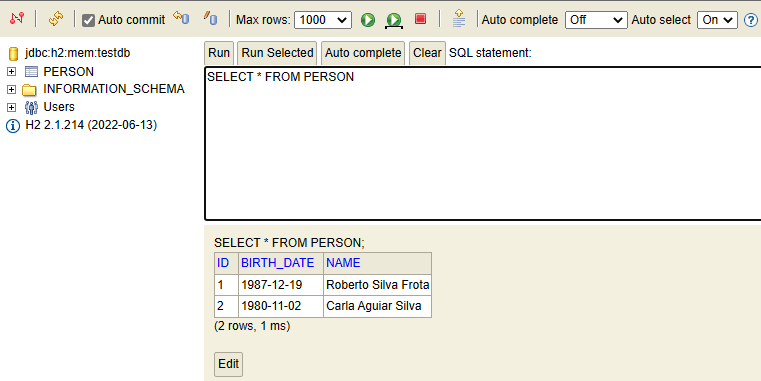 Auto commit Max rows: 1000 Auto complete Off Auto select On ?
jdbc:h2:mem:testdb
PERSON
INFORMATION_SCHEMA
Users
H2 2.1.214 (2022-06-13)
Run Run Selected Auto complete Clear SQL statement:
SELECT * FROM PERSON
SELECT * FROM PERSON;
ID BIRTH_DATE NAME
1 1987-12-19 Roberto Silva Frota
2 1980-11-02 Carla Aguiar Silva
(2 rows, 1 ms)
Edit